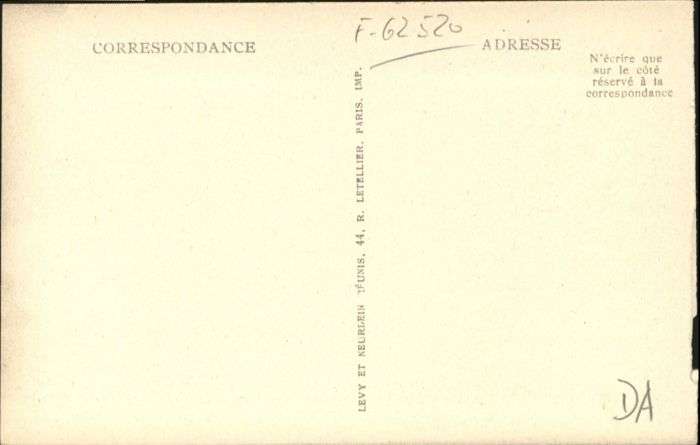 F-62520
CORRESPONDANCE
ADRESSE
N'écrire que
sur le côté
réservé à la
correspondance
LEVY ET NEURDEIN RÉUNIS, 44, R. LETELLIER, PARIS. IMP.
DA